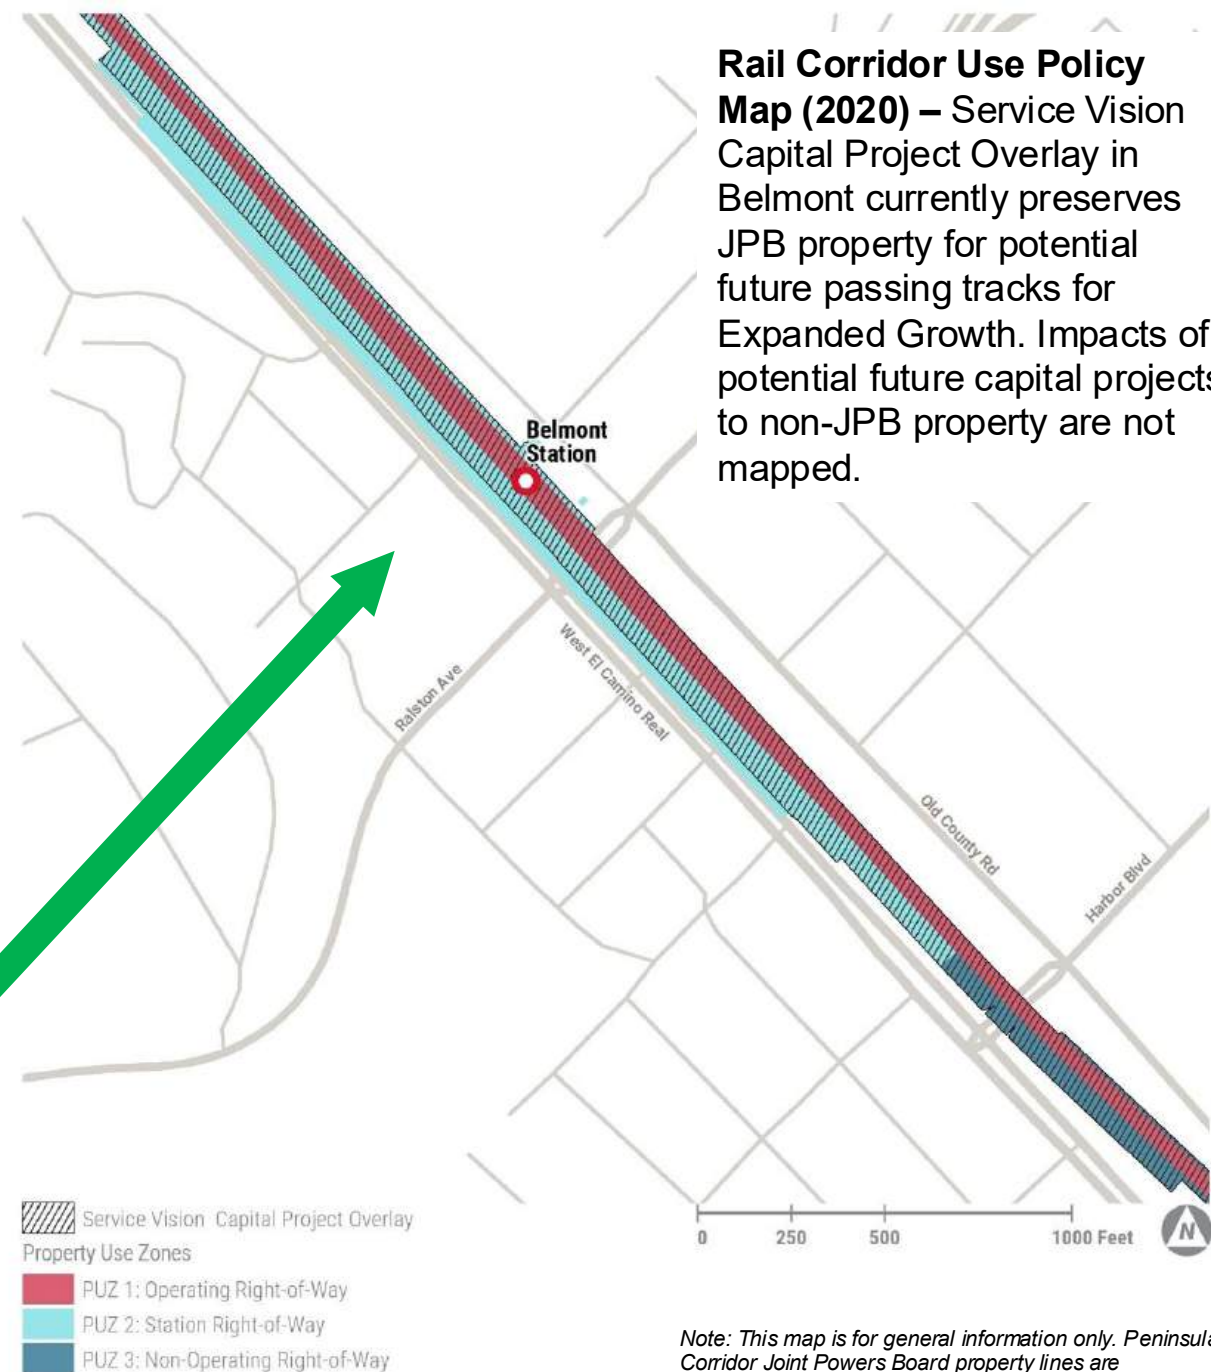 Rail Corridor Use Policy
Map (2020) – Service Vision
Capital Project Overlay in
Belmont currently preserves
JPB property for potential
future passing tracks for
Expanded Growth. Impacts of
potential future capital projects
to non-JPB property are not
mapped.
Belmont
Station
Ralston Ave
West El Camino Real
Old County Rd
Harbor Blvd
Service Vision Capital Project Overlay
Property Use Zones
PUZ 1: Operating Right-of-Way
PUZ 2: Station Right-of-Way
PUZ 3: Non-Operating Right-of-Way
0 250 500 1000 Feet
N
Note: This map is for general information only. Peninsula
Corridor Joint Powers Board property lines are